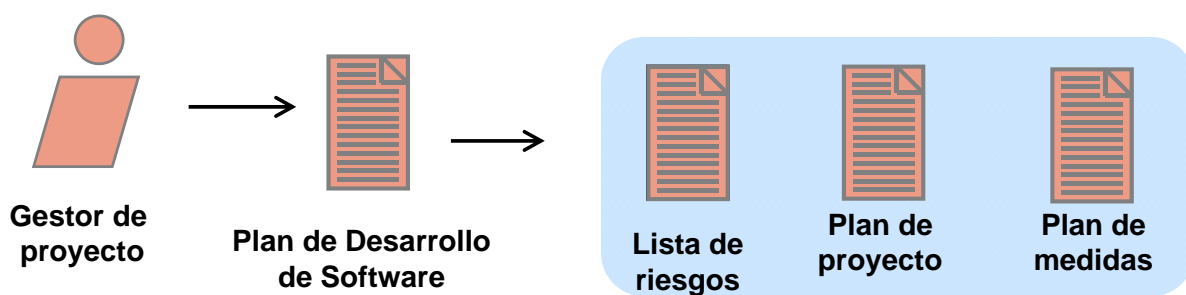 Gestor de
proyecto
Plan de Desarrollo
de Software
Lista de
riesgos
Plan de
proyecto
Plan de
medidas